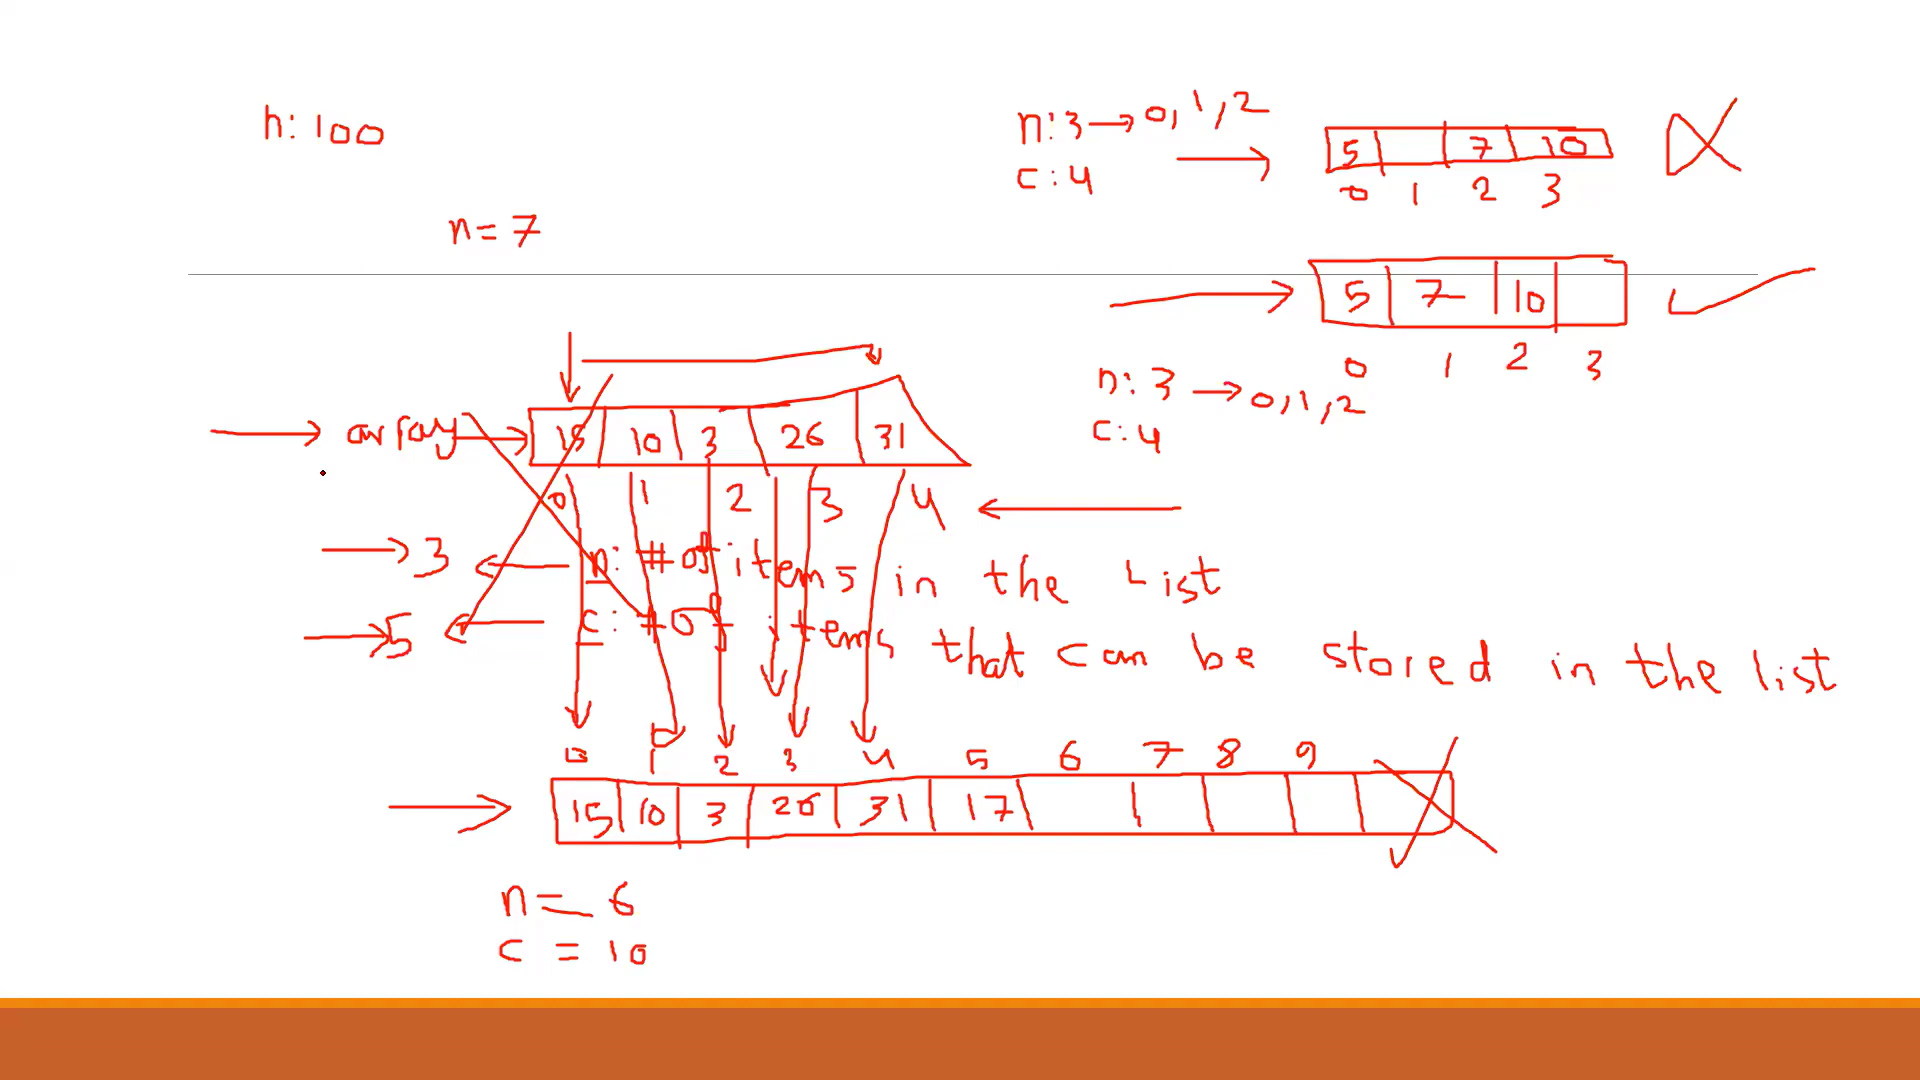 n: 100
n = 7
n: 3 → 0, 1, 2
c: 4
5 7 10
0 1 2 3
5 7 10
0 1 2 3
n: 3 → 0, 1, 2
c: 4
array
15 10 3 26 31
0 1 2 3 4
3 n: # of items in the List
5 c: # of items that can be stored in the list
0 1 2 3 4 5 6 7 8 9
15 10 3 26 31 17
n = 6
c = 10